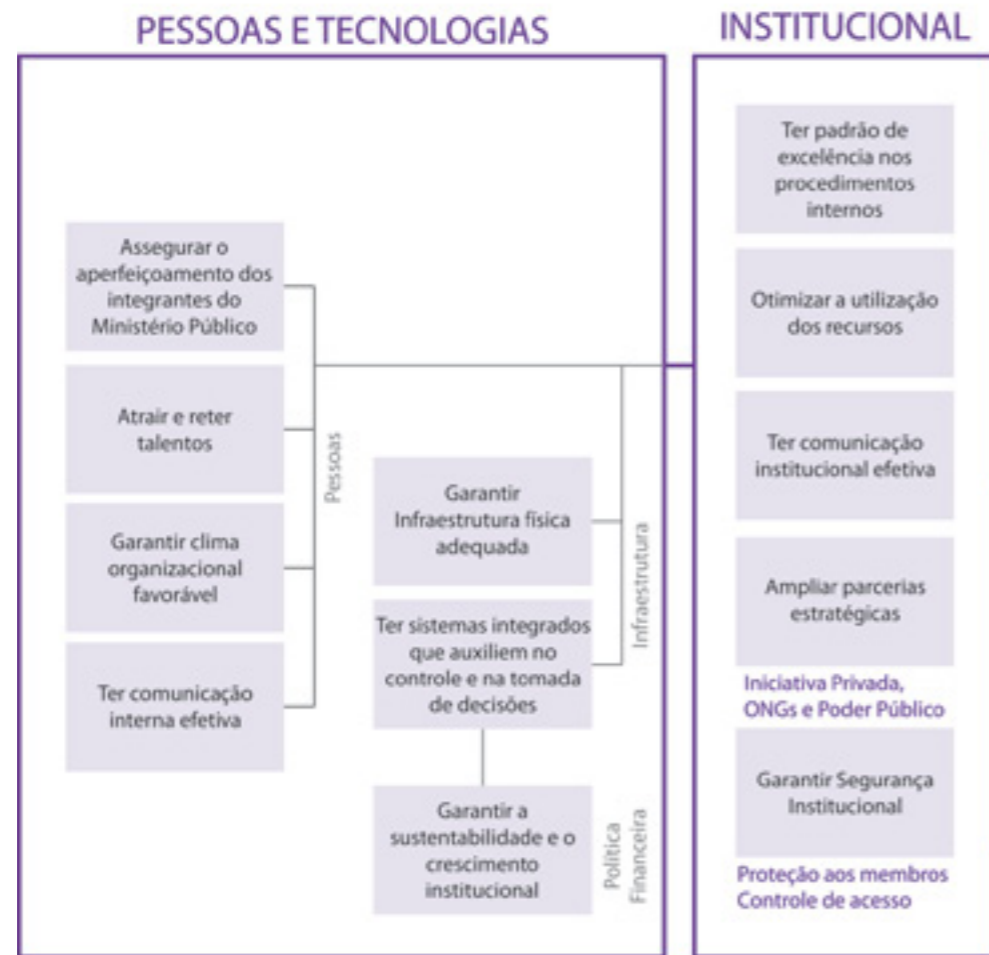 PESSOAS E TECNOLOGIAS
Assegurar o
aperfeiçoamento dos
integrantes do
Ministério Público
Atrair e reter
talentos
Garantir clima
organizacional
favorável
Ter comunicação
interna efetiva
Pessoas
Garantir
Infraestrutura física
adequada
Ter sistemas integrados
que auxiliem no
controle e na tomada
de decisões
Infraestrutura
Garantir a
sustentabilidade e o
crescimento
institucional
Política
Financeira
INSTITUCIONAL
Ter padrão de
excelência nos
procedimentos
internos
Otimizar a utilização
dos recursos
Ter comunicação
institucional efetiva
Ampliar parcerias
estratégicas
Iniciativa Privada,
ONGs e Poder Público
Garantir Segurança
Institucional
Proteção aos membros
Controle de acesso